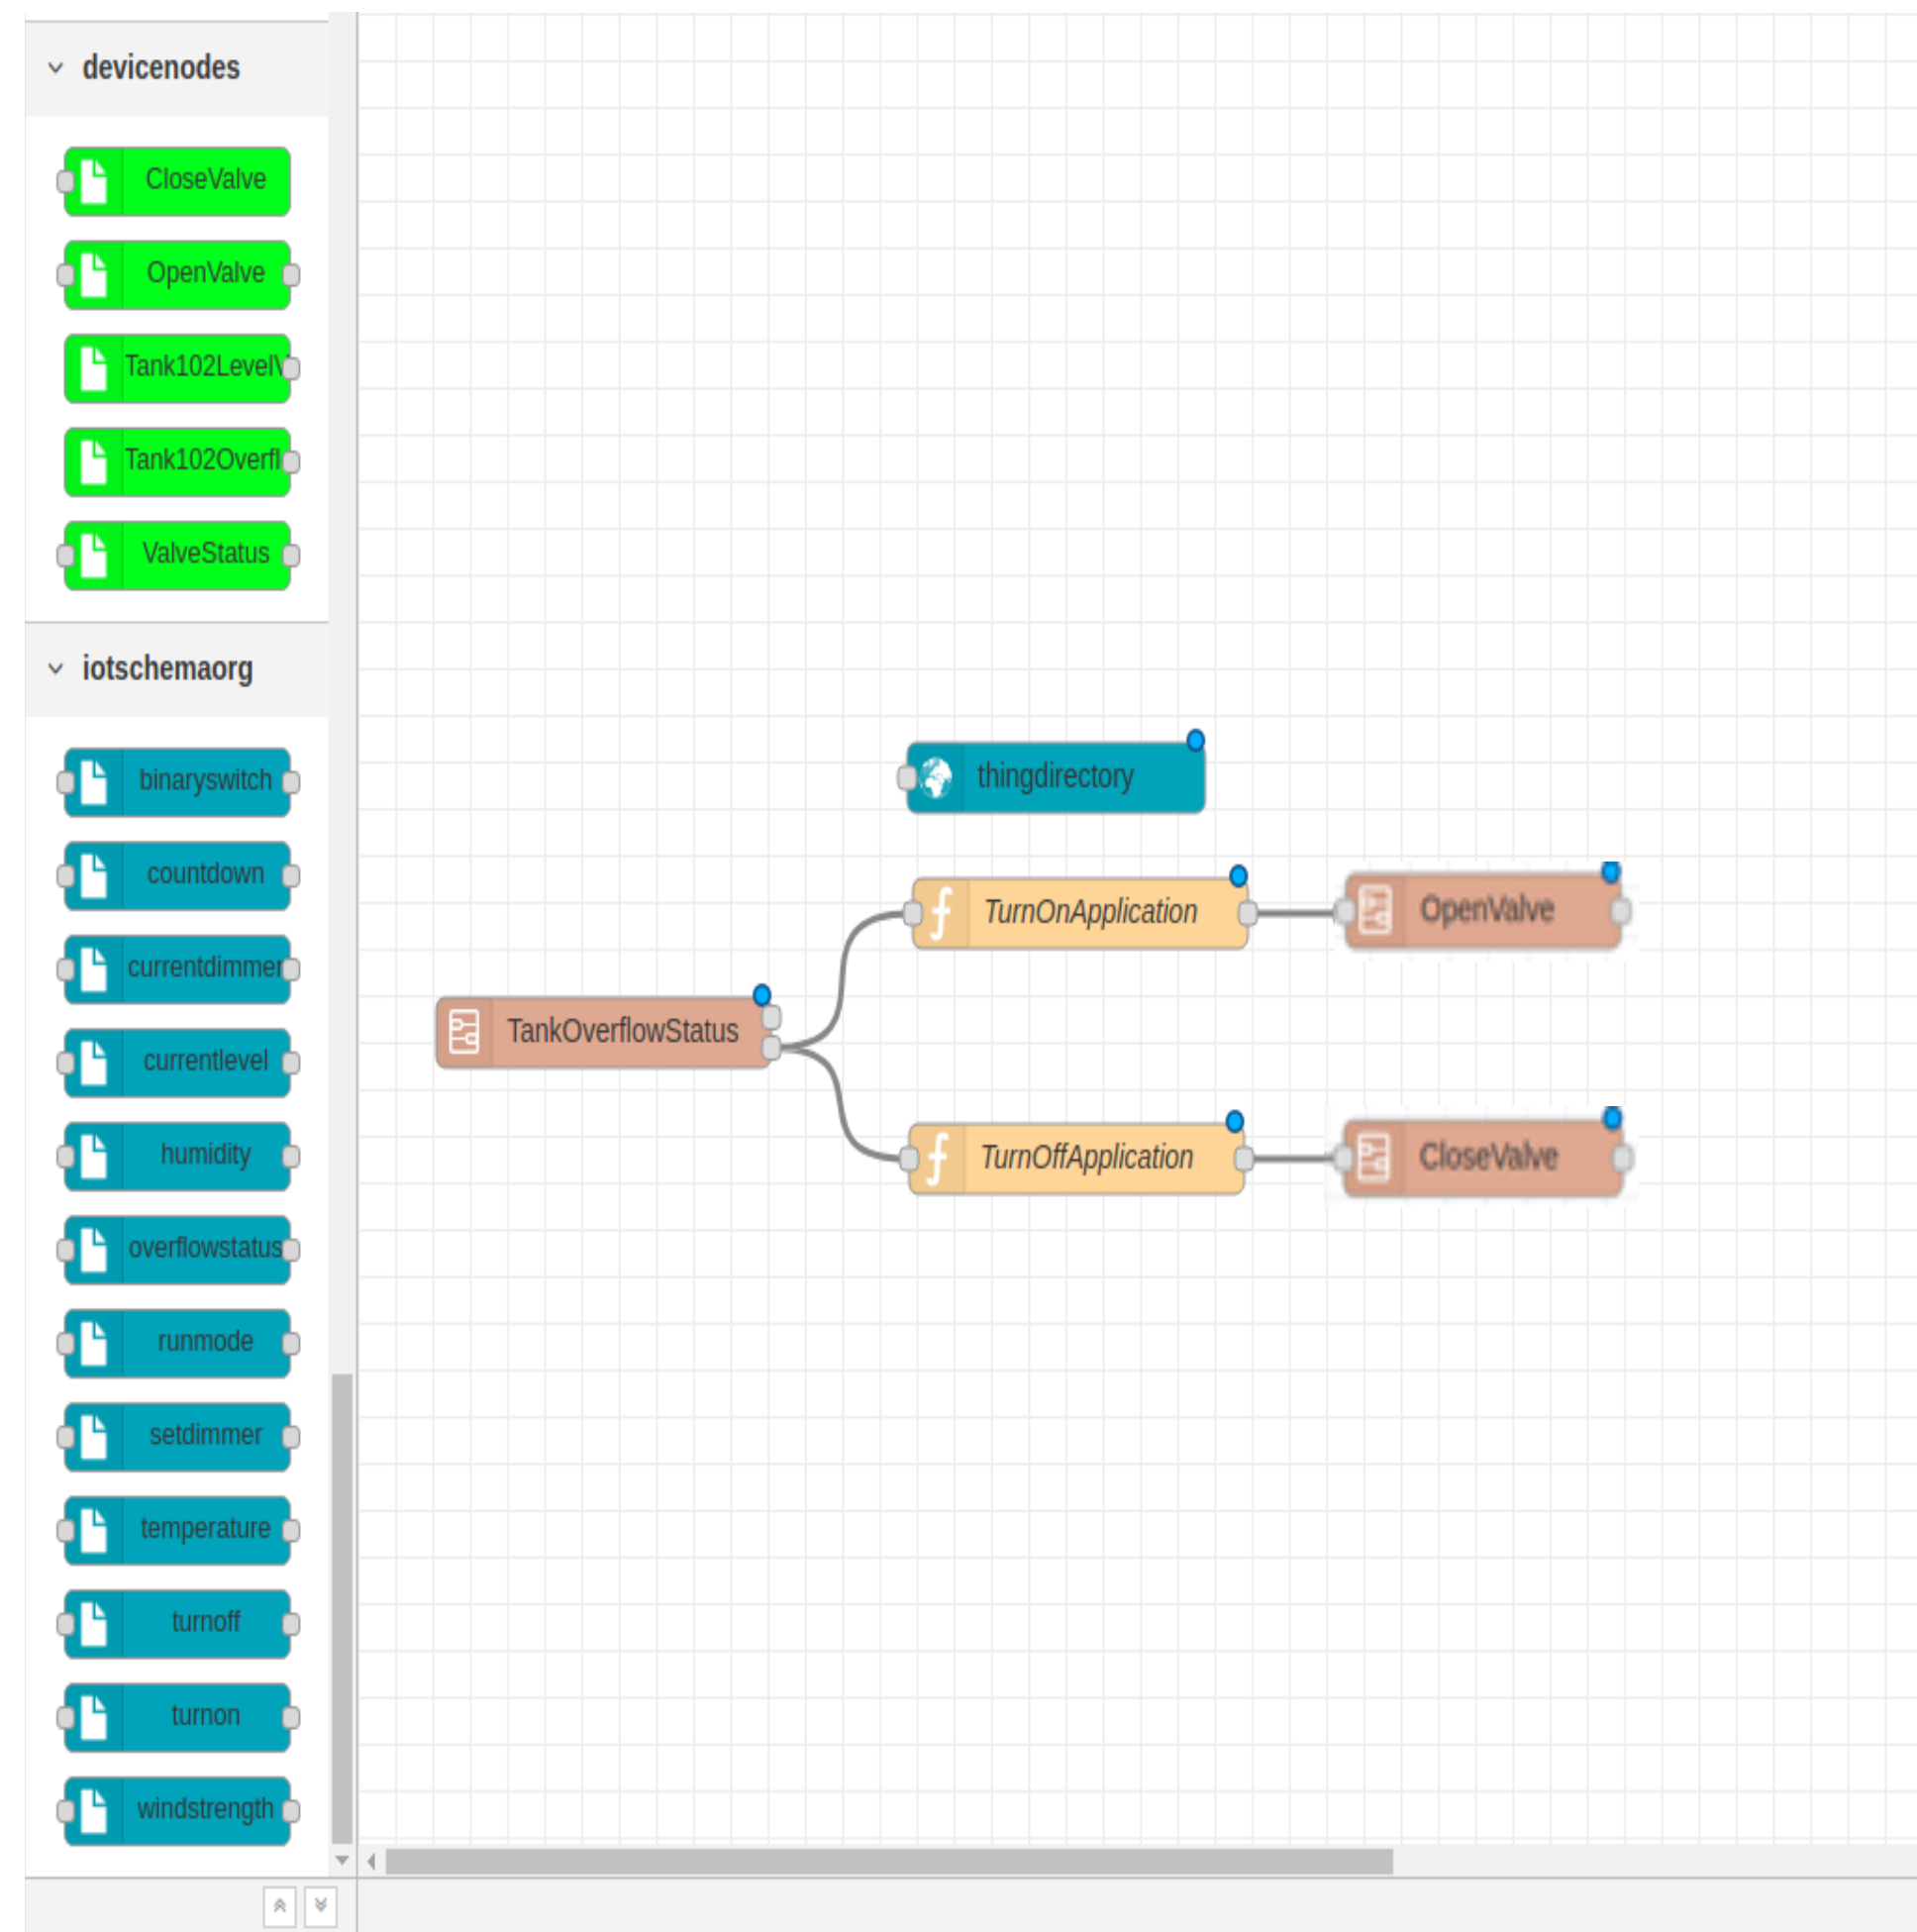 devicenodes
CloseValve
OpenValve
Tank102LevelV
Tank102Overfl
ValveStatus
iotschemaorg
binaryswitch
countdown
currentdimmer
currentlevel
humidity
overflowstatus
runmode
setdimmer
temperature
turnoff
turnon
windstrength
thingdirectory
TurnOnApplication
OpenValve
TankOverflowStatus
TurnOffApplication
CloseValve